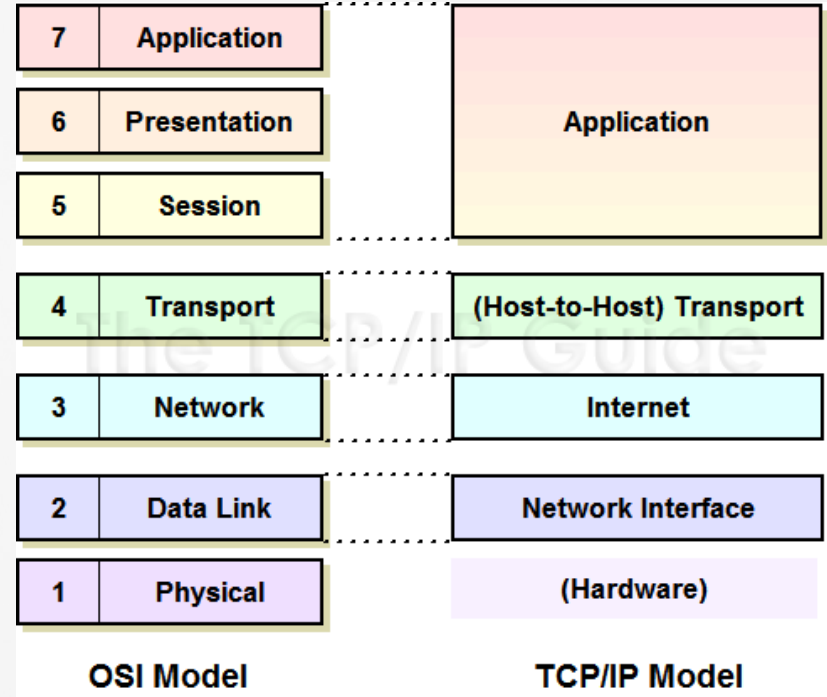 7 Application
6 Presentation
5 Session
4 Transport
3 Network
2 Data Link
1 Physical
OSI Model
Application
(Host-to-Host) Transport
Internet
Network Interface
(Hardware)
TCP/IP Model
The TCP/IP Guide